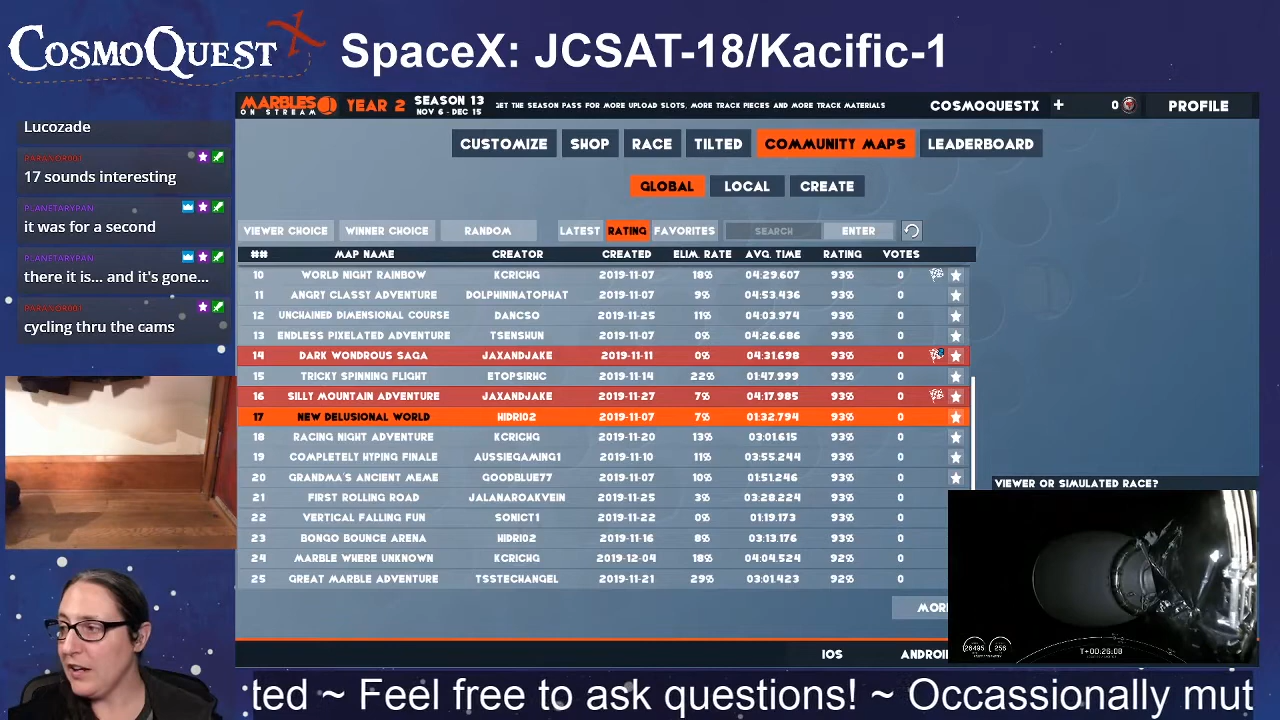 CosmoQuest X
SpaceX: JCSAT-18/Kacific-1
MARBLES ON STREAM
YEAR 2
SEASON 13
NOV 6 - DEC 15
GET THE SEASON PASS FOR MORE UPLOAD SLOTS, MORE TRACK PIECES AND MORE TRACK MATERIALS
COSMOQUESTX + 0 PROFILE
CUSTOMIZE SHOP RACE TILTED COMMUNITY MAPS LEADERBOARD
GLOBAL LOCAL CREATE
VIEWER CHOICE WINNER CHOICE RANDOM LATEST RATING FAVORITES SEARCH ENTER
## MAP NAME CREATOR CREATED ELIM. RATE AVG. TIME RATING VOTES
10 WORLD NIGHT RAINBOW KCRICHG 2019-11-07 18% 04:29.607 93% 0
11 ANGRY CLASSY ADVENTURE DOLPHININATOPHAT 2019-11-07 9% 04:53.436 93% 0
12 UNCHAINED DIMENSIONAL COURSE DANCSO 2019-11-25 11% 04:03.974 93% 0
13 ENDLESS PIXELATED ADVENTURE TSENSHUN 2019-11-07 0% 04:26.686 93% 0
14 DARK WONDROUS SAGA JAXANDJAKE 2019-11-11 0% 04:31.698 93% 0
15 TRICKY SPINNING FLIGHT ETOPSIRHC 2019-11-14 22% 01:47.999 93% 0
16 SILLY MOUNTAIN ADVENTURE JAXANDJAKE 2019-11-27 7% 04:17.985 93% 0
17 NEW DELUSIONAL WORLD HIDRI02 2019-11-07 7% 01:32.794 93% 0
18 RACING NIGHT ADVENTURE KCRICHG 2019-11-20 13% 03:01.615 93% 0
19 COMPLETELY HYPING FINALE AUSSIEGAMING1 2019-11-10 11% 03:55.244 93% 0
20 GRANDMA'S ANCIENT MEME GOODBLUE77 2019-11-27 10% 01:51.246 93% 0
21 FIRST ROLLING ROAD JALANAROAKVEIN 2019-11-25 3% 03:28.224 93% 0
22 VERTICAL FALLING FUN SONICT1 2019-11-22 0% 01:19.173 93% 0
23 BONGO BOUNCE ARENA HIDRI02 2019-11-16 8% 03:13.176 93% 0
24 MARBLE WHERE UNKNOWN KCRICHG 2019-12-04 18% 04:04.524 92% 0
25 GREAT MARBLE ADVENTURE TSSTECHANGEL 2019-11-21 29% 03:01.423 92% 0
MOR
IOS ANDROI
VIEWER OR SIMULATED RACE?
26495 256
T+00:26:08
Lucozade
PARANOR001
17 sounds interesting
PLANETARYPAN
it was for a second
PLANETARYPAN
there it is... and it's gone...
PARANOR001
cycling thru the cams
ted ~ Feel free to ask questions! ~ Occassionally mut